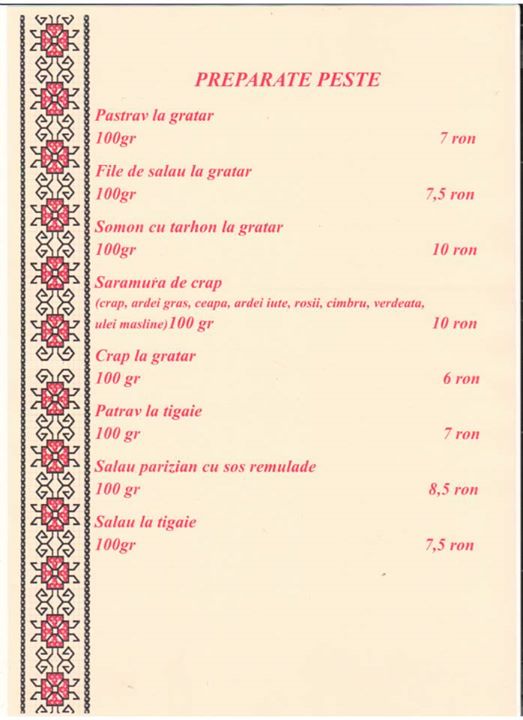 PREPARATE PESTE
Pastrav la gratar
100gr 7 ron
File de salau la gratar
100gr 7,5 ron
Somon cu tarhon la gratar
100gr 10 ron
Saramura de crap
(crap, ardei gras, ceapa, ardei iute, rosii, cimbru, verdeata,
ulei masline)100 gr 10 ron
Crap la gratar
100 gr 6 ron
Patrav la tigaie
100 gr 7 ron
Salau parizian cu sos remulade
100 gr 8,5 ron
Salau la tigaie
100gr 7,5 ron